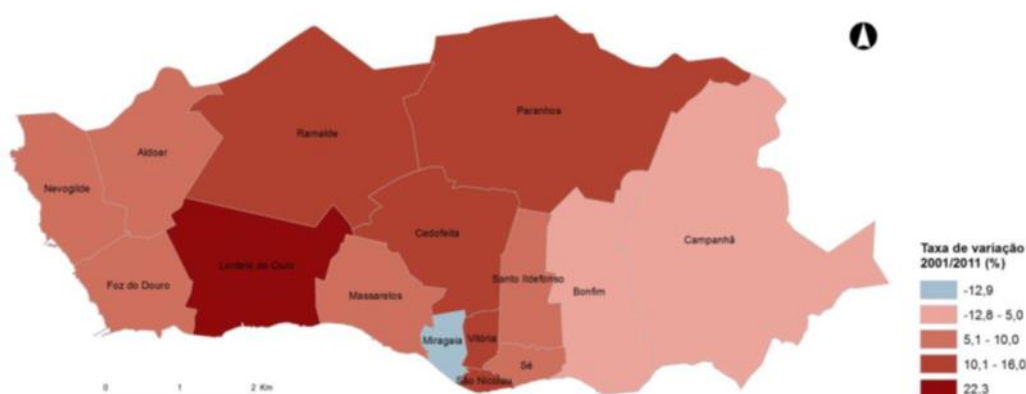 Paranhos
Ramalde
Aldoar
Nevogilde
Cedofeita
Campanhã
Lordelo do Ouro
Santo Ildefonso
Foz do Douro
Massarelos
Bonfim
Miragaia
Vitória
Sé
São Nicolau
0 1 2 Km
Taxa de variação
2001/2011 (%)
-12,9
-12,8 - 5,0
5,1 - 10,0
10,1 - 16,0
22,3